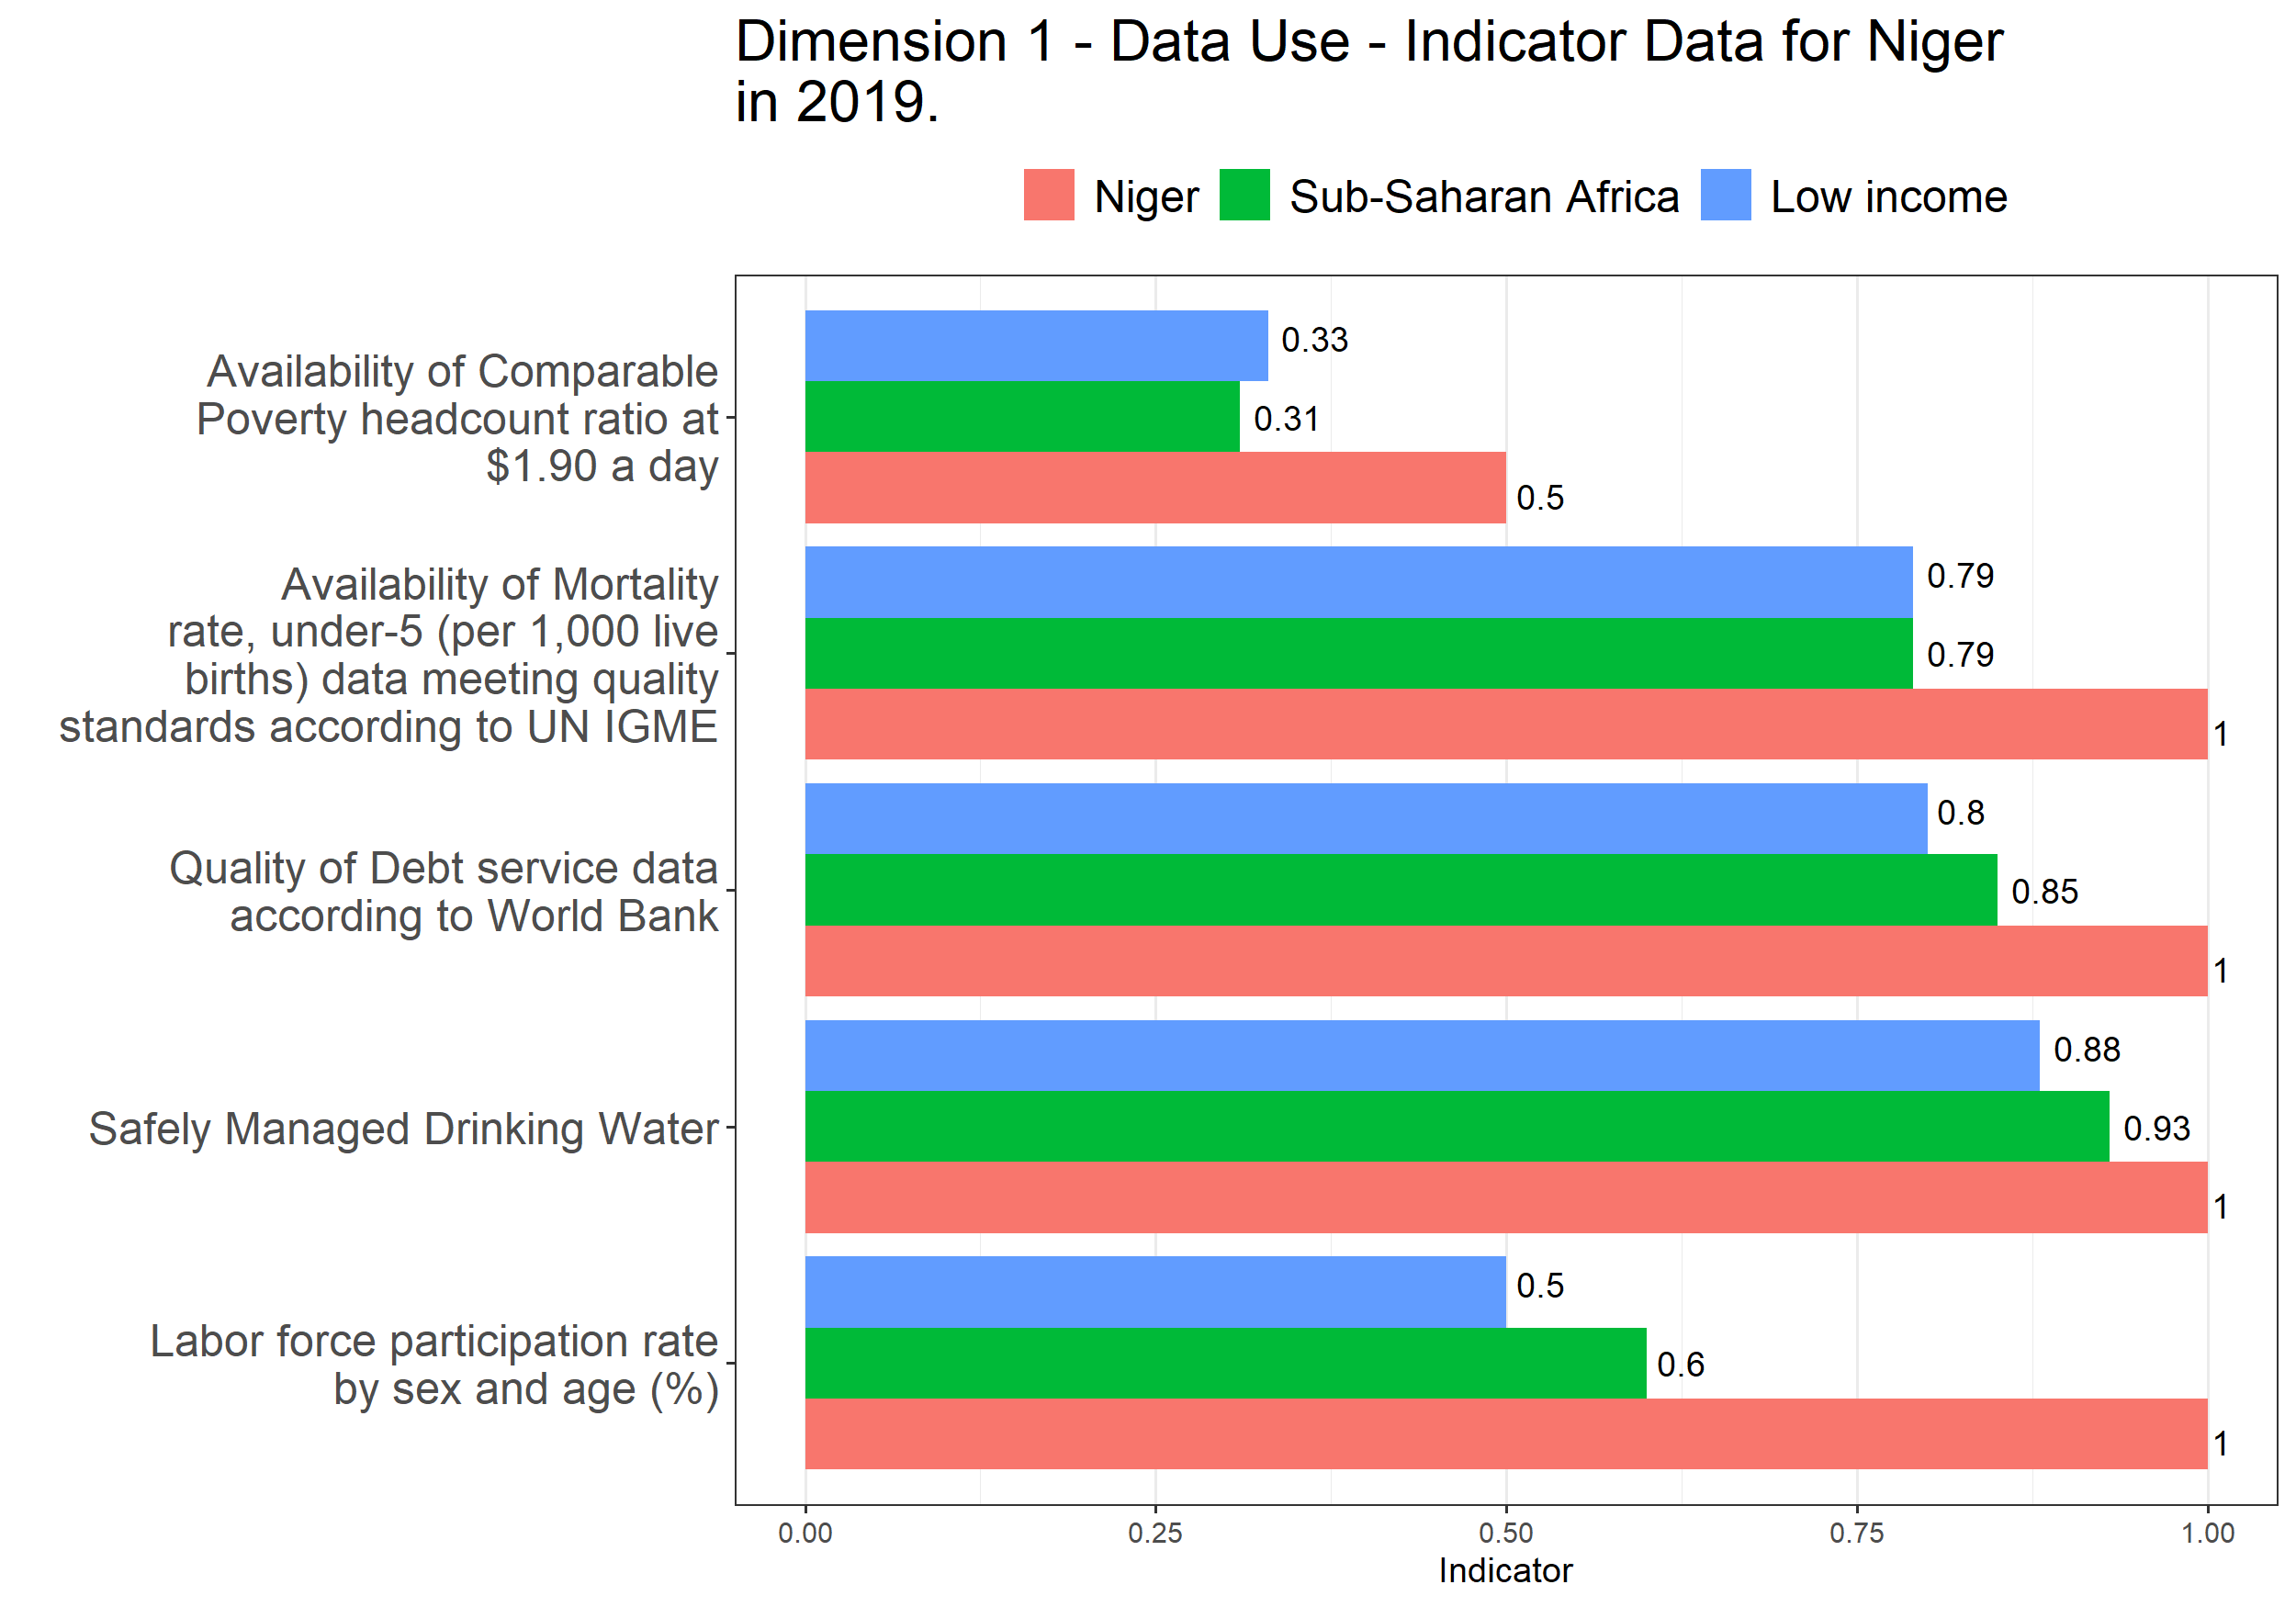 Dimension 1 - Data Use - Indicator Data for Niger
in 2019.
Niger
Sub-Saharan Africa
Low income
Availability of Comparable
Poverty headcount ratio at
$1.90 a day
0.33
0.31
0.5
Availability of Mortality
rate, under-5 (per 1,000 live
births) data meeting quality
standards according to UN IGME
0.79
0.79
1
Quality of Debt service data
according to World Bank
0.8
0.85
1
Safely Managed Drinking Water
0.88
0.93
1
Labor force participation rate
by sex and age (%)
0.5
0.6
1
0.00
0.25
0.50
0.75
1.00
Indicator